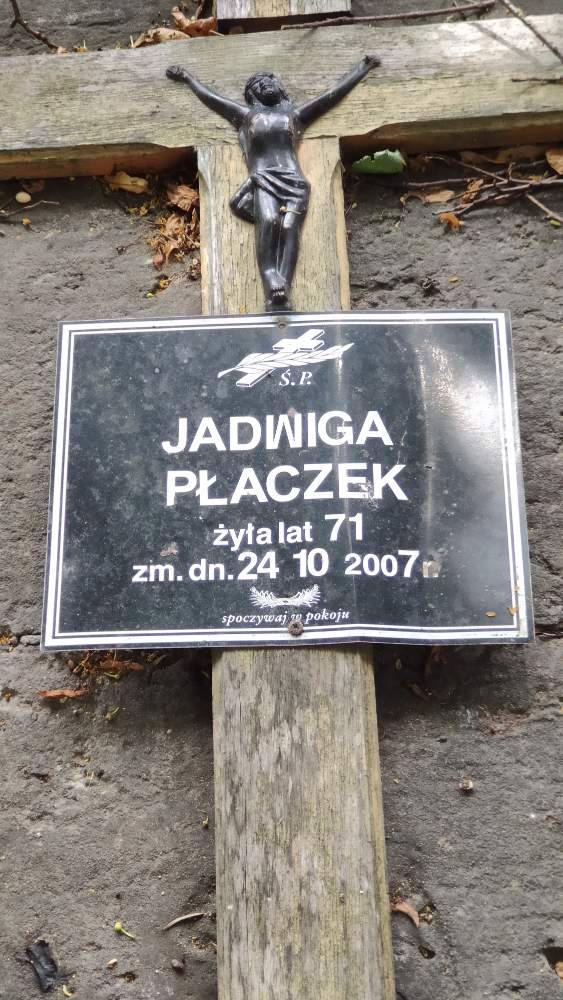 Ś.P.
JADWIGA
PŁACZEK
żyła lat 71
zm. dn. 24 10 2007 r.
spoczywaj w pokoju